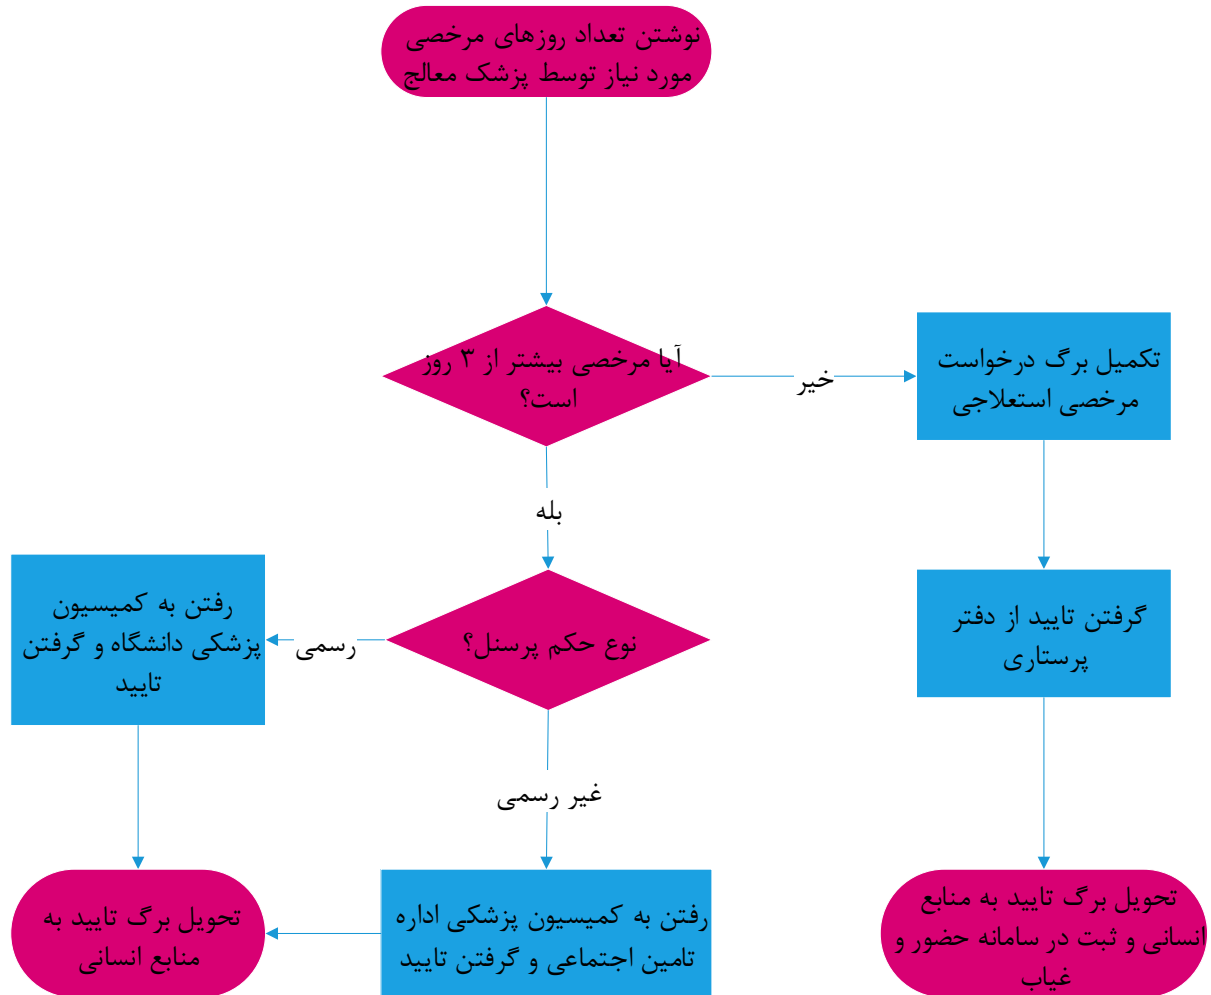 نوشتن تعداد روزهای مرخصی
مورد نیاز توسط پزشک معالج
آیا مرخصی بیشتر از ۳ روز
است؟
خیر
تکمیل برگ درخواست
مرخصی استعلاجی
بله
گرفتن تایید از دفتر
پرستاری
نوع حکم پرسنل؟
رسمی
رفتن به کمیسیون
پزشکی دانشگاه و گرفتن
تایید
غیر رسمی
تحویل برگ تایید به منابع
انسانی و ثبت در سامانه حضور و
غیاب
رفتن به کمیسیون پزشکی اداره
تامین اجتماعی و گرفتن تایید
تحویل برگ تایید به
منابع انسانی